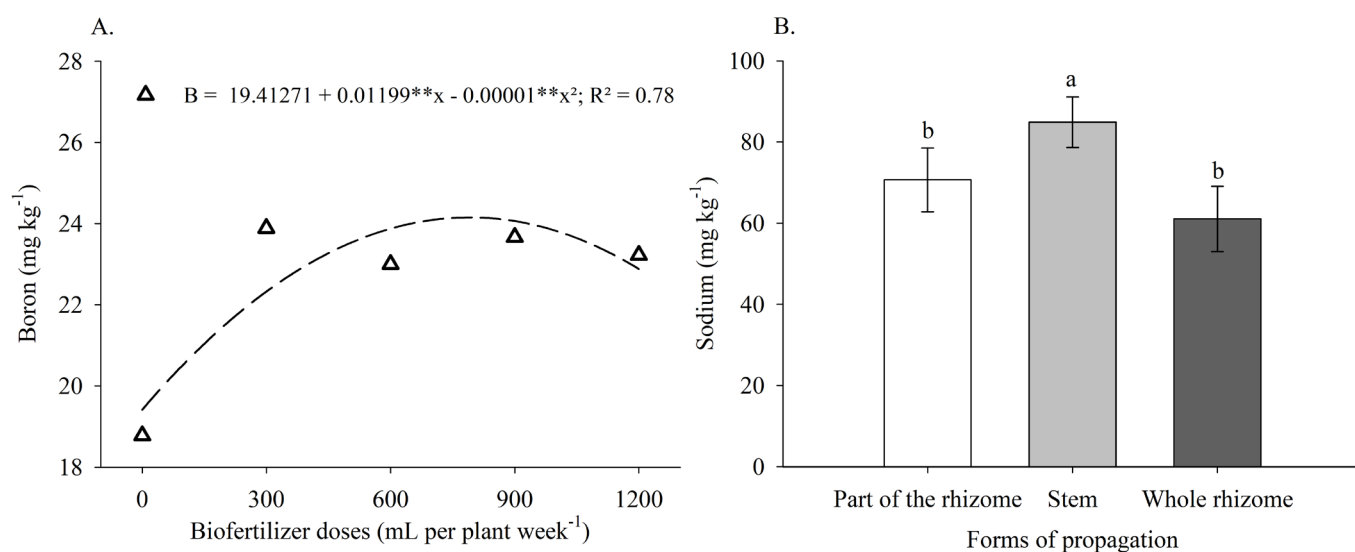 A.
28
26
24
22
20
18
Boron (mg kg⁻¹)
B = 19.41271 + 0.01199**x - 0.00001**x²; R² = 0.78
0 300 600 900 1200
Biofertilizer doses (mL per plant week⁻¹)
B.
100
80
60
40
20
0
Sodium (mg kg⁻¹)
b
a
b
Part of the rhizome Stem Whole rhizome
Forms of propagation